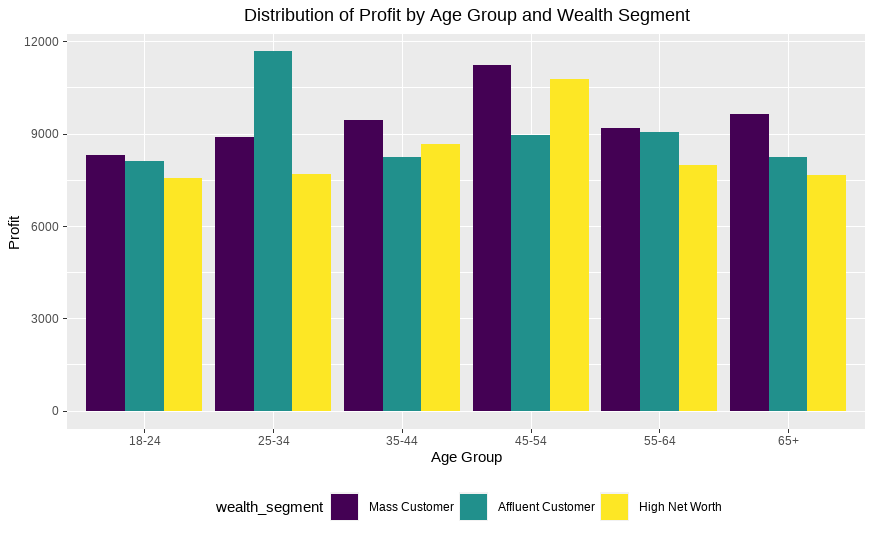 Distribution of Profit by Age Group and Wealth Segment
12000
9000
6000
3000
0
Profit
18-24 25-34 35-44 45-54 55-64 65+
Age Group
wealth_segment Mass Customer Affluent Customer High Net Worth